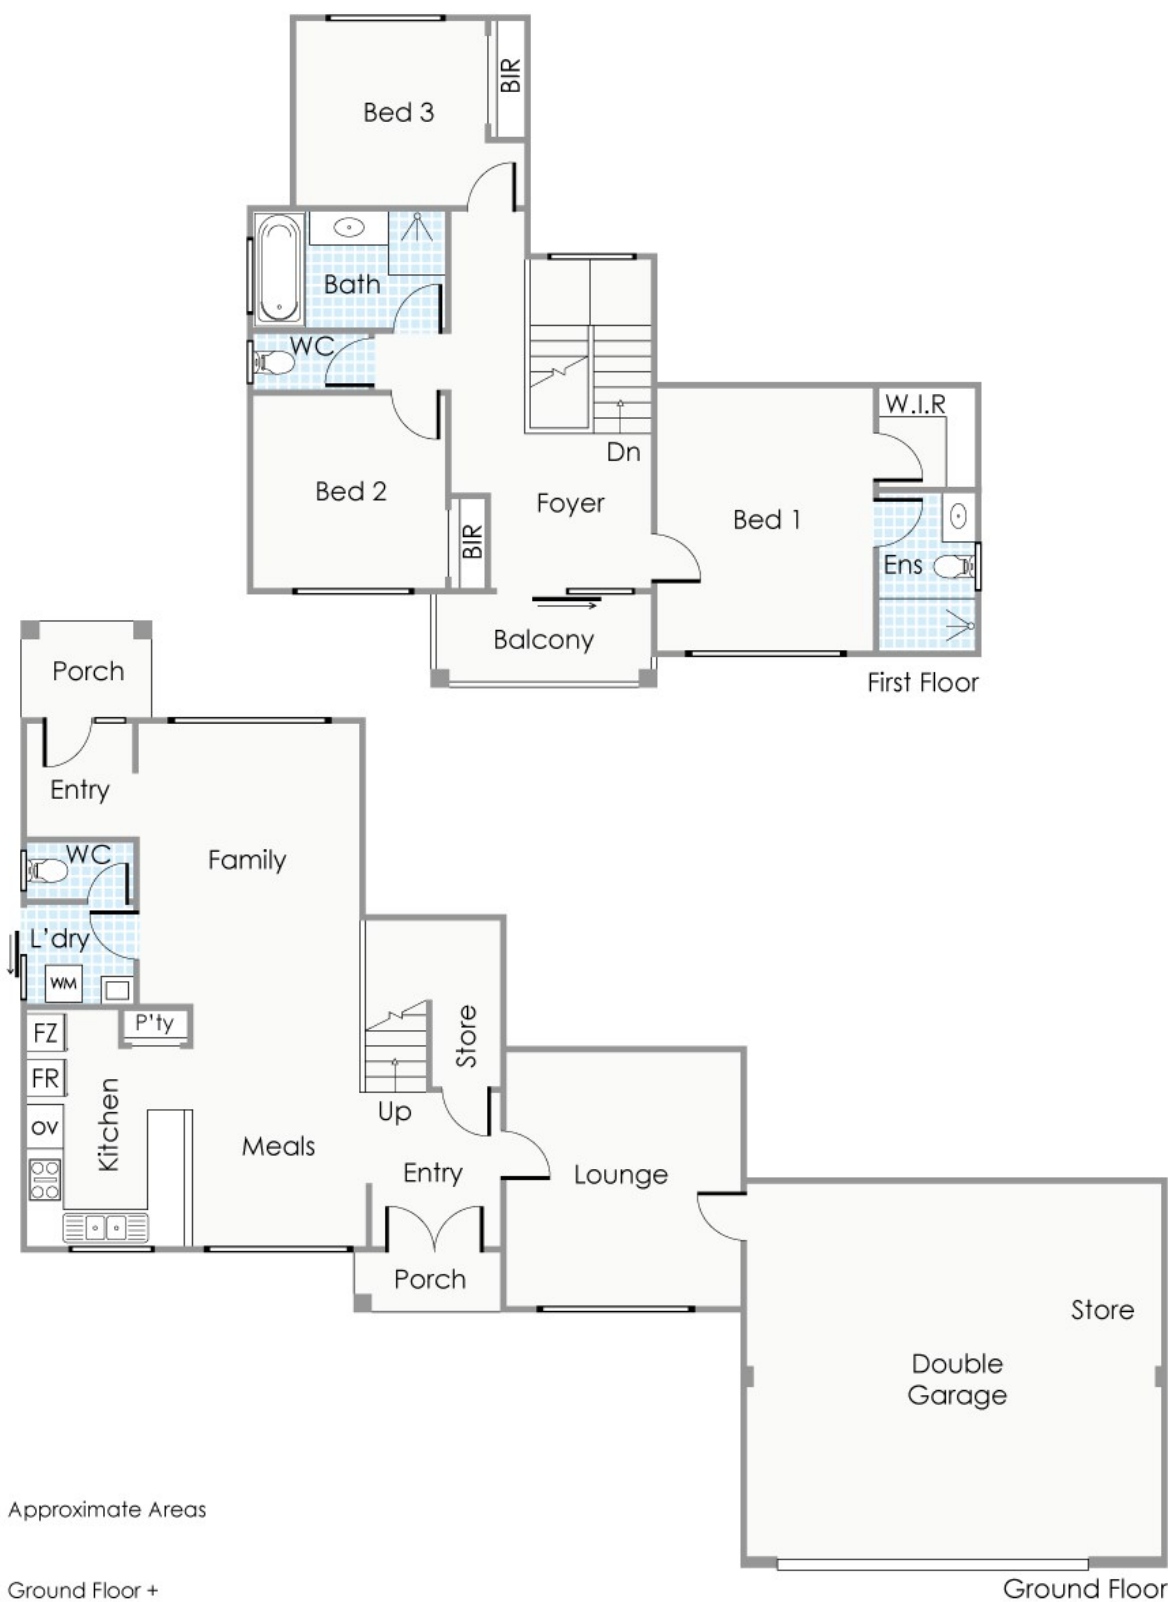 Bed 3
BIR
Bath
WC
W.I.R
Dn
Bed 2
Foyer
Bed 1
BIR
Ens
Balcony
First Floor
Porch
Entry
WC
Family
L'dry
WM
P'ty
FZ
Store
FR
Up
OV
Kitchen
Meals
Entry
Lounge
Porch
Store
Double
Garage
Approximate Areas
Ground Floor +
Ground Floor